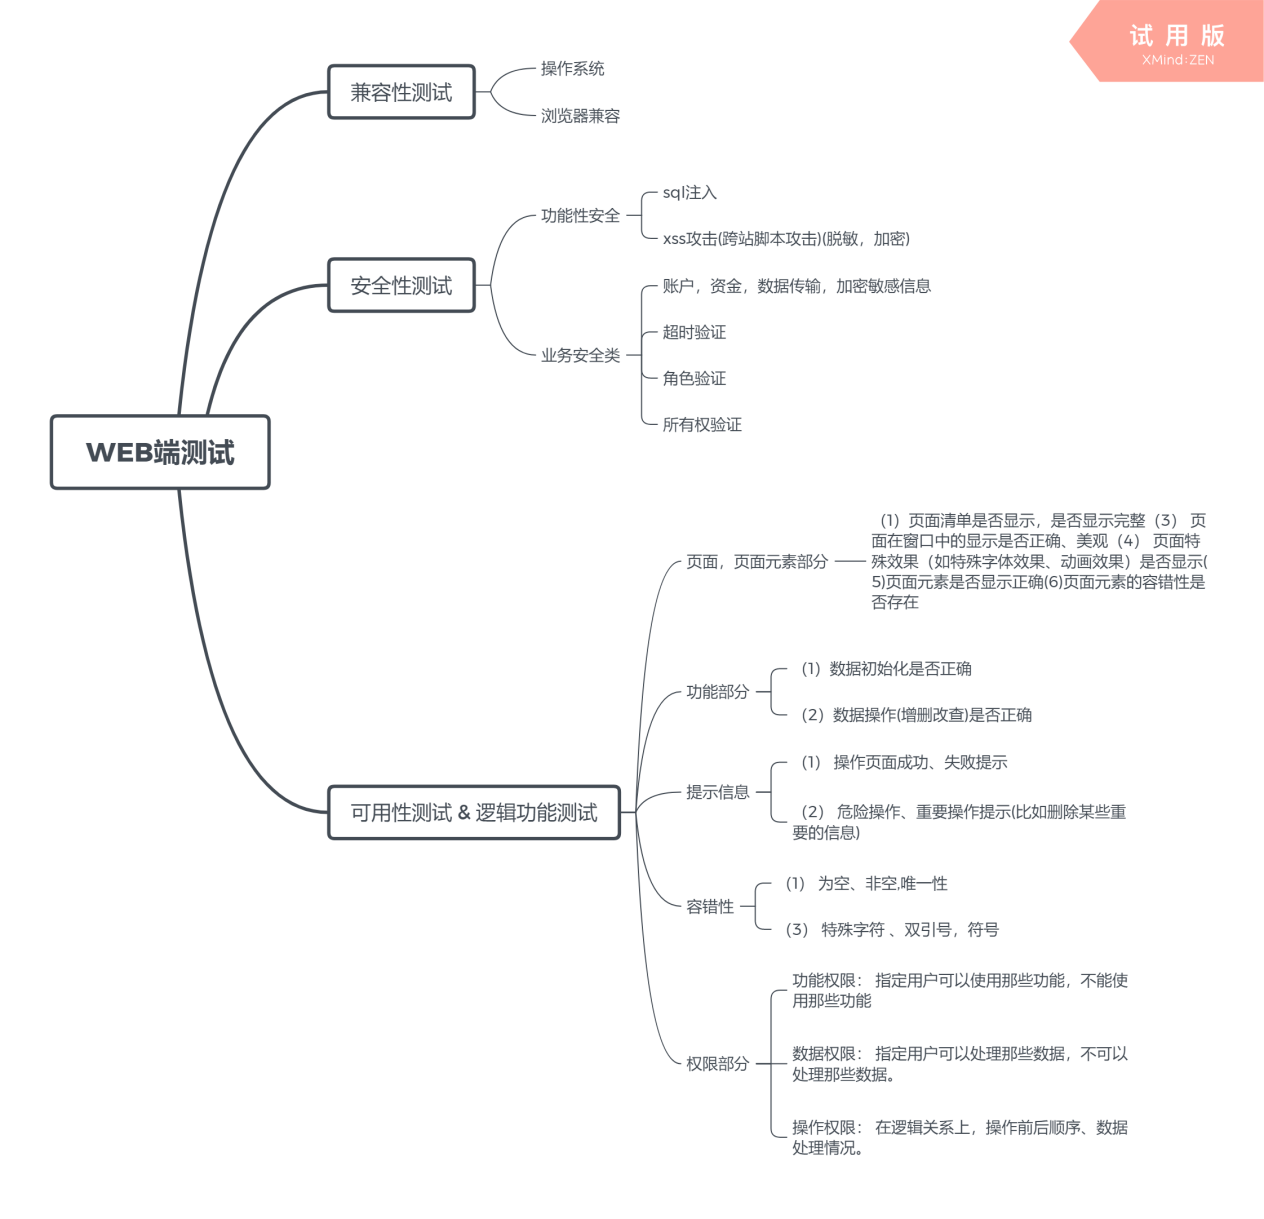 试用版
XMind:ZEN
WEB端测试
兼容性测试
操作系统
浏览器兼容
安全性测试
功能性安全
sql注入
xss攻击(跨站脚本攻击)(脱敏，加密)
业务安全类
账户，资金，数据传输，加密敏感信息
超时验证
角色验证
所有权验证
可用性测试 & 逻辑功能测试
页面，页面元素部分
（1）页面清单是否显示，是否显示完整（3） 页
面在窗口中的显示是否正确、美观（4） 页面特
殊效果（如特殊字体效果、动画效果）是否显示(
5)页面元素是否显示正确(6)页面元素的容错性是
否存在
功能部分
（1）数据初始化是否正确
（2）数据操作(增删改查)是否正确
提示信息
（1） 操作页面成功、失败提示
（2） 危险操作、重要操作提示(比如删除某些重
要的信息)
容错性
（1） 为空、非空,唯一性
（3） 特殊字符 、双引号，符号
权限部分
功能权限： 指定用户可以使用那些功能，不能使
用那些功能
数据权限： 指定用户可以处理那些数据，不可以
处理那些数据。
操作权限： 在逻辑关系上，操作前后顺序、数据
处理情况。